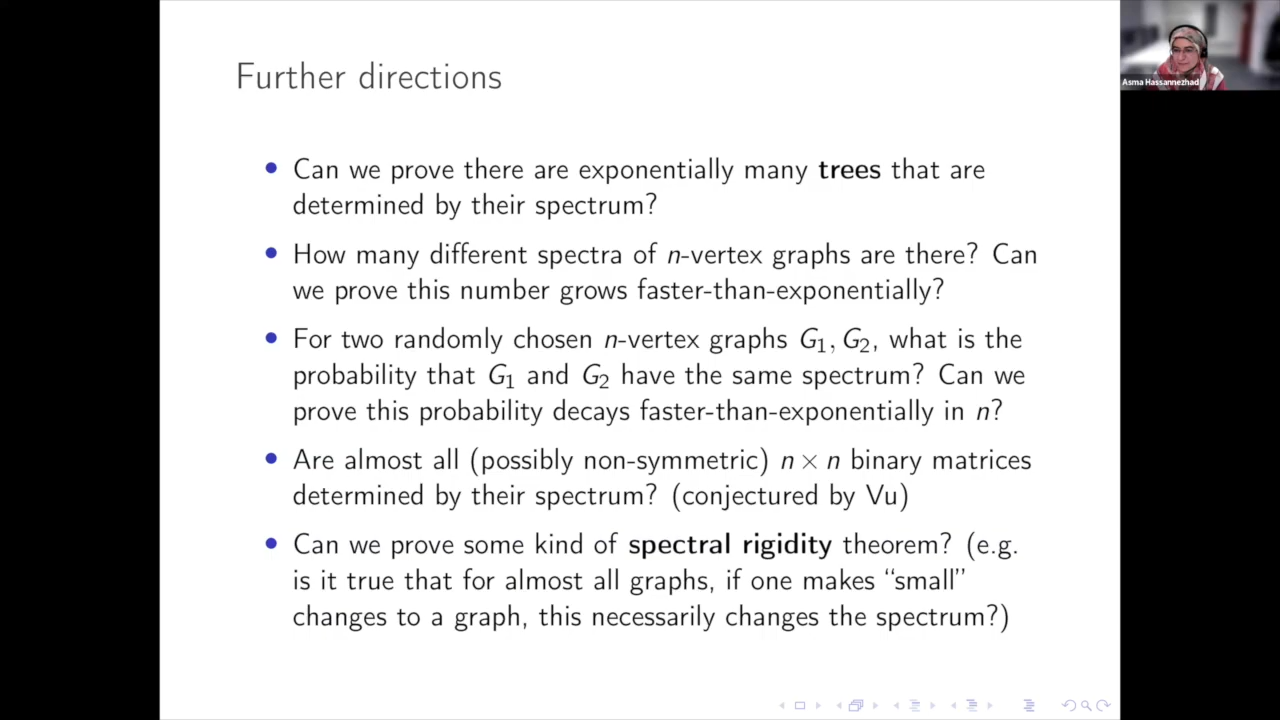 Further directions
Asma Hassannezhad
• Can we prove there are exponentially many trees that are
determined by their spectrum?
• How many different spectra of n-vertex graphs are there? Can
we prove this number grows faster-than-exponentially?
• For two randomly chosen n-vertex graphs G₁, G₂, what is the
probability that G₁ and G₂ have the same spectrum? Can we
prove this probability decays faster-than-exponentially in n?
• Are almost all (possibly non-symmetric) n × n binary matrices
determined by their spectrum? (conjectured by Vu)
• Can we prove some kind of spectral rigidity theorem? (e.g.
is it true that for almost all graphs, if one makes “small”
changes to a graph, this necessarily changes the spectrum?)